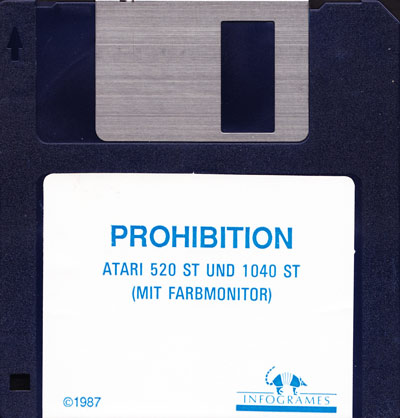 PROHIBITION
ATARI 520 ST UND 1040 ST
(MIT FARBMONITOR)
©1987
INFOGRAMES